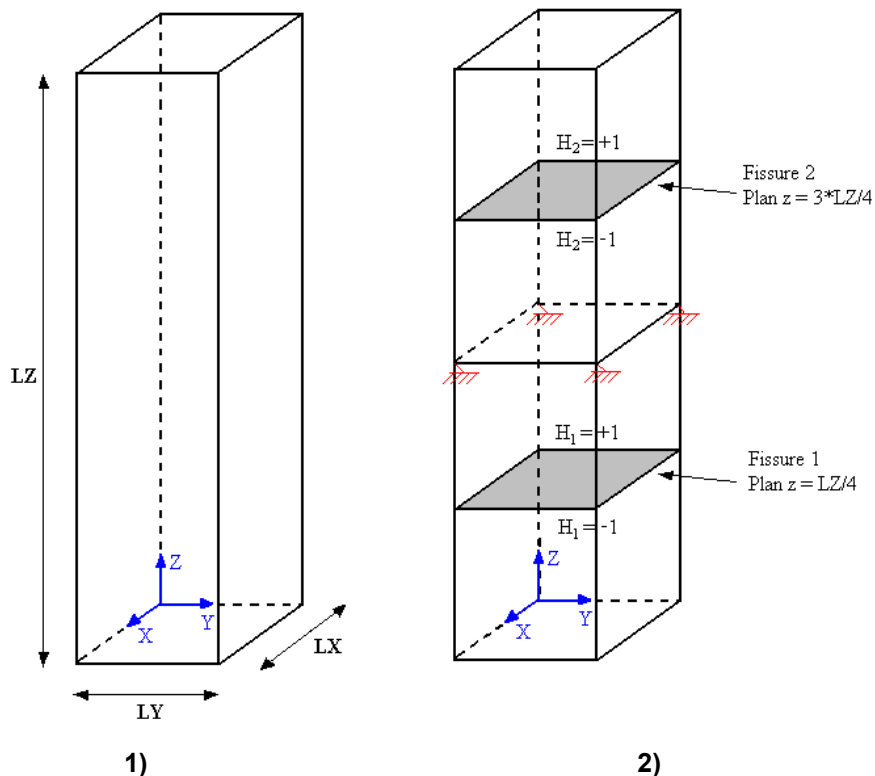 LZ
Z
X
Y
LX
LY
1)
H2= +1
Fissure 2
Plan z = 3*LZ/4
H2= -1
H1= +1
Fissure 1
Plan z = LZ/4
H1= -1
Z
X
Y
2)